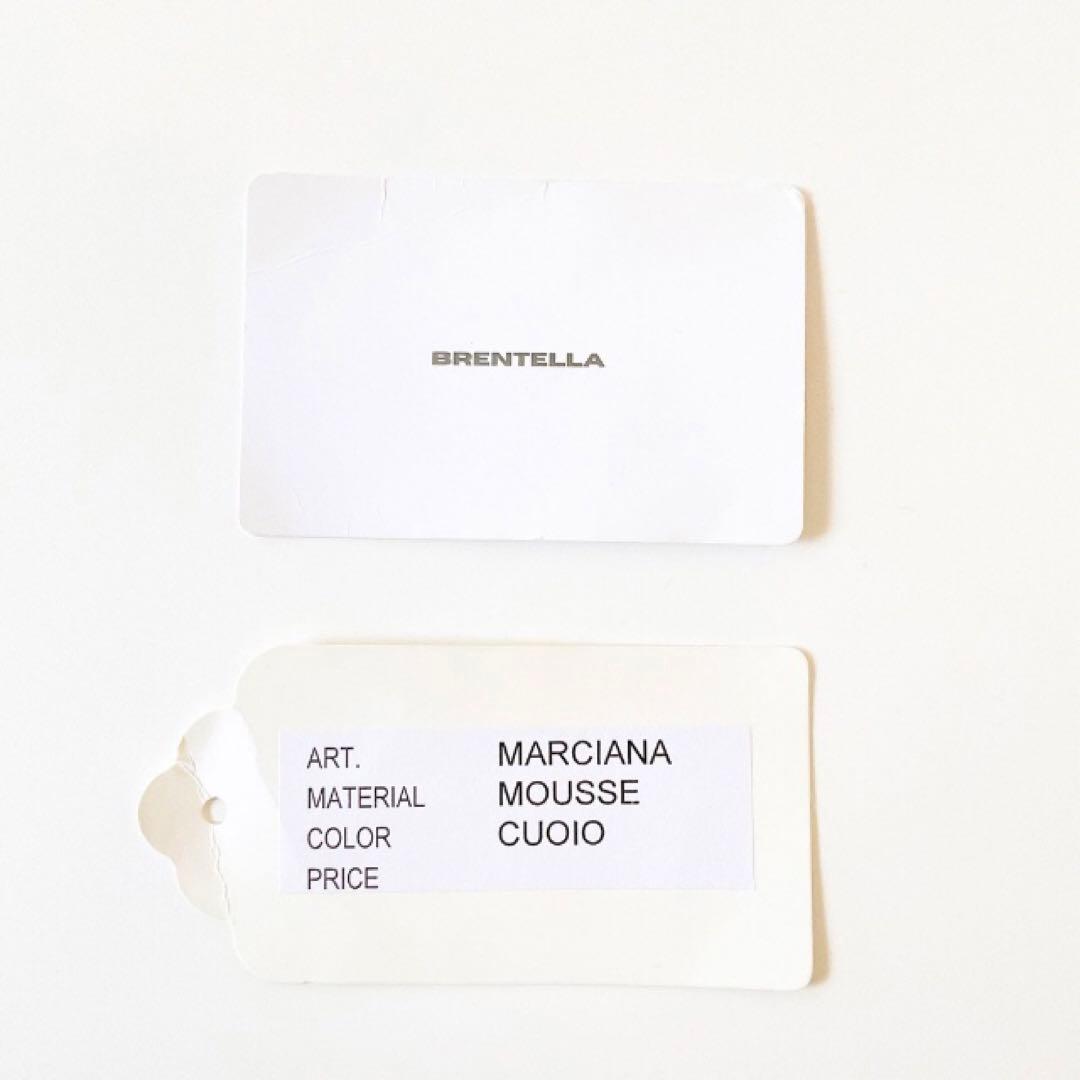 BRENTELLA
ART. MARCIANA
MATERIAL MOUSSE
COLOR CUOIO
PRICE